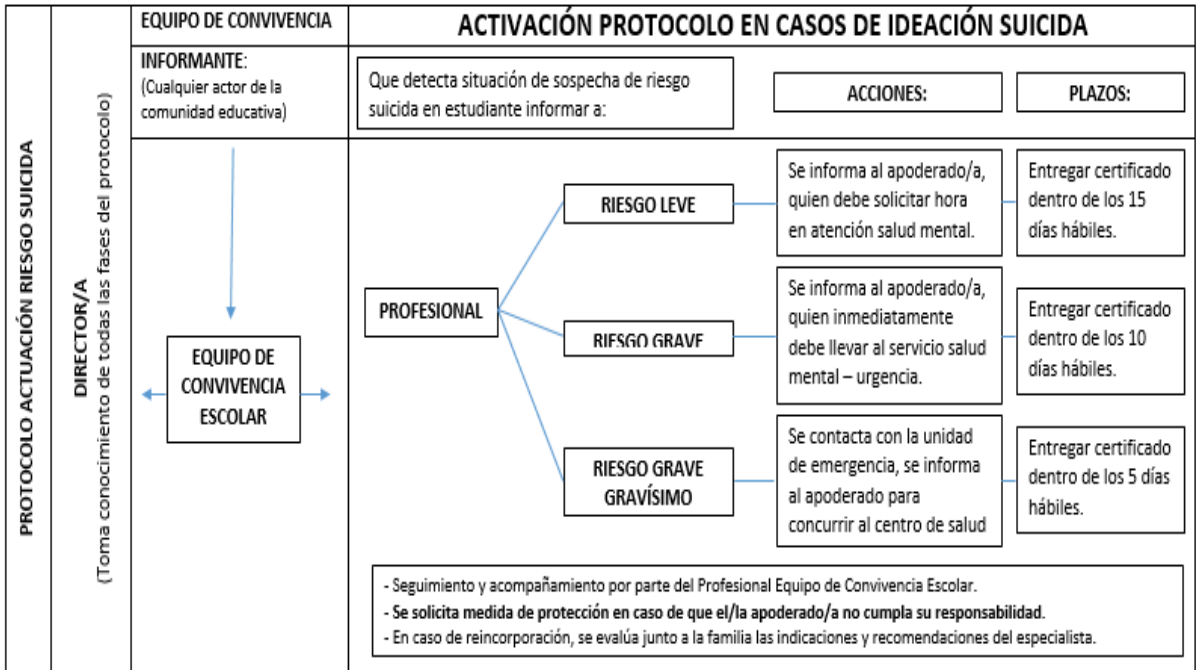 PROTOCOLO ACTUACIÓN RIESGO SUICIDA
DIRECTOR/A
(Toma conocimiento de todas las fases del protocolo)
EQUIPO DE CONVIVENCIA
ACTIVACIÓN PROTOCOLO EN CASOS DE IDEACIÓN SUICIDA
INFORMANTE:
(Cualquier actor de la
comunidad educativa)
Que detecta situación de sospecha de riesgo
suicida en estudiante informar a:
ACCIONES:
PLAZOS:
EQUIPO DE
CONVIVENCIA
ESCOLAR
PROFESIONAL
RIESGO LEVE
Se informa al apoderado/a,
quien debe solicitar hora
en atención salud mental.
Entregar certificado
dentro de los 15
días hábiles.
RIESGO GRAVE
Se informa al apoderado/a,
quien inmediatamente
debe llevar al servicio salud
mental – urgencia.
Entregar certificado
dentro de los 10
días hábiles.
RIESGO GRAVE
GRAVÍSIMO
Se contacta con la unidad
de emergencia, se informa
al apoderado para
concurrir al centro de salud
Entregar certificado
dentro de los 5 días
hábiles.
- Seguimiento y acompañamiento por parte del Profesional Equipo de Convivencia Escolar.
- Se solicita medida de protección en caso de que el/la apoderado/a no cumpla su responsabilidad.
- En caso de reincorporación, se evalúa junto a la familia las indicaciones y recomendaciones del especialista.